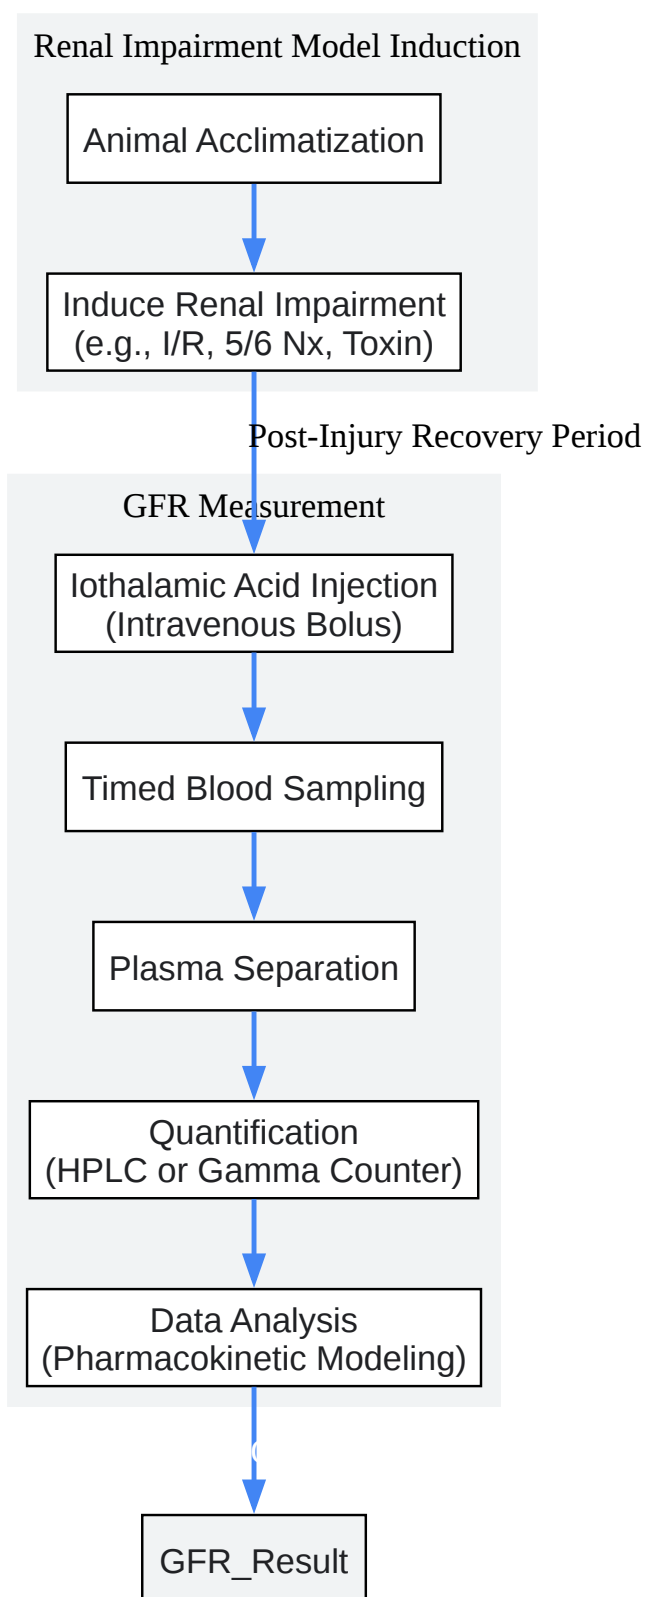 Renal Impairment Model Induction
Animal Acclimatization
Induce Renal Impairment
(e.g., I/R, 5/6 Nx, Toxin)
Post-Injury Recovery Period
GFR Measurement
Iothalamic Acid Injection
(Intravenous Bolus)
Timed Blood Sampling
Plasma Separation
Quantification
(HPLC or Gamma Counter)
Data Analysis
(Pharmacokinetic Modeling)
GFR_Result